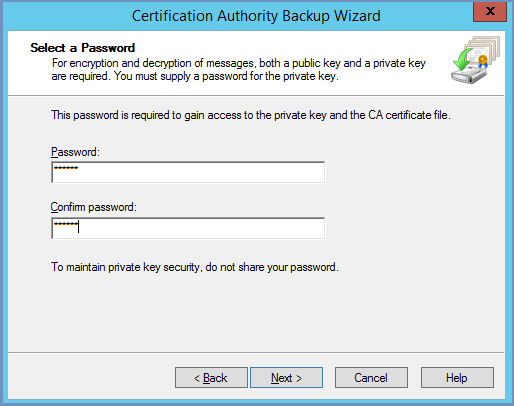 Certification Authority Backup Wizard
x
Select a Password
For encryption and decryption of messages, both a public key and a private key
are required. You must supply a password for the private key.
This password is required to gain access to the private key and the CA certificate file.
Password:
******
Confirm password:
******
To maintain private key security, do not share your password.
< Back
Next >
Cancel
Help